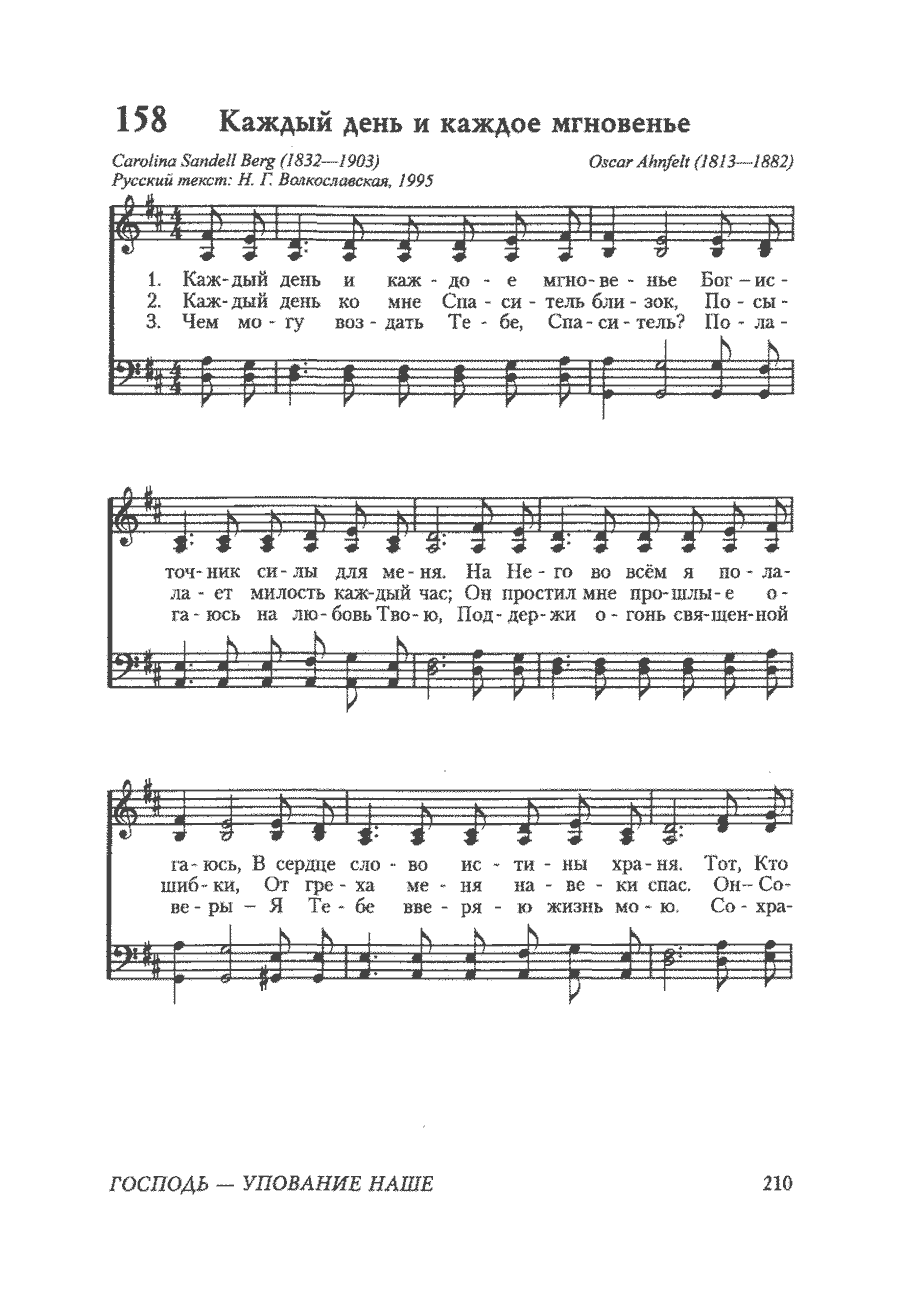 158 Каждый день и каждое мгновенье
Carolina Sandell Berg (1832—1903) Oscar Ahnfelt (1813—1882)
Русский текст: Н. Г. Волкославская, 1995
1. Каж-дый день и каж - до - е мгно-ве - нье Бог – ис -
2. Каж-дый день ко мне Спа - си - тель бли - зок, По - сы -
3. Чем мо - гу воз - дать Те - бе, Спа - си - тель? По - ла -
точ- ник си - лы для ме - ня. На Не - го во всём я по - ла-
ла - ет милость каж-дый час; Он простил мне про-шлы- е о -
га - юсь на лю - бовь Тво - ю, Под- дер- жи о - гонь свя-щен-ной
га- юсь, В сердце сло - во ис - ти - ны хра-ня. Тот, Кто
шиб- ки, От гре - ха ме - ня на - ве - ки спас. Он– Со-
ве - ры – Я Те - бе вве - ря - ю жизнь мо - ю. Со - хра-
ГОСПОДЬ — УПОВАНИЕ НАШЕ 210